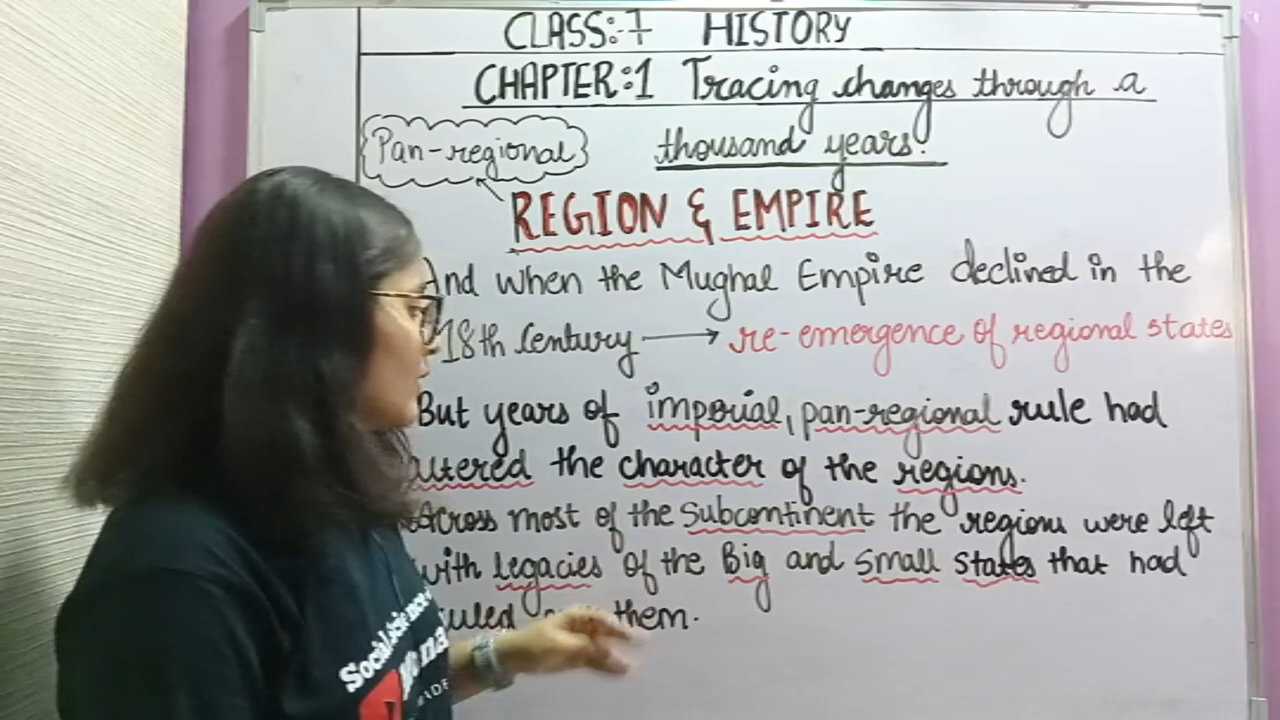 CLASS:-7 HISTORY
CHAPTER:1 Tracing changes through a
thousand years.
Pan-regional
REGION & EMPIRE
And when the Mughal Empire declined in the
18th Century → re-emergence of regional states
But years of imperial, pan-regional rule had
altered the character of the regions.
Across most of the subcontinent the regions were left
with legacies of the Big and small states that had
ruled them.
Social